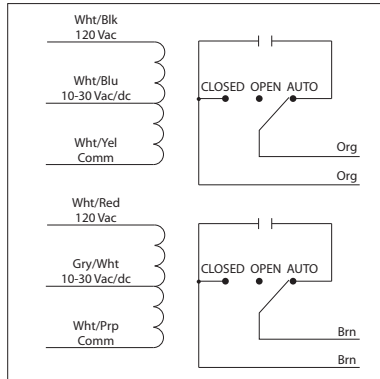 Wht/Blk
120 Vac
Wht/Blu
10-30 Vac/dc
Wht/Yel
Comm
CLOSED OPEN AUTO
Org
Org
Wht/Red
120 Vac
Gry/Wht
10-30 Vac/dc
Wht/Prp
Comm
CLOSED OPEN AUTO
Brn
Brn